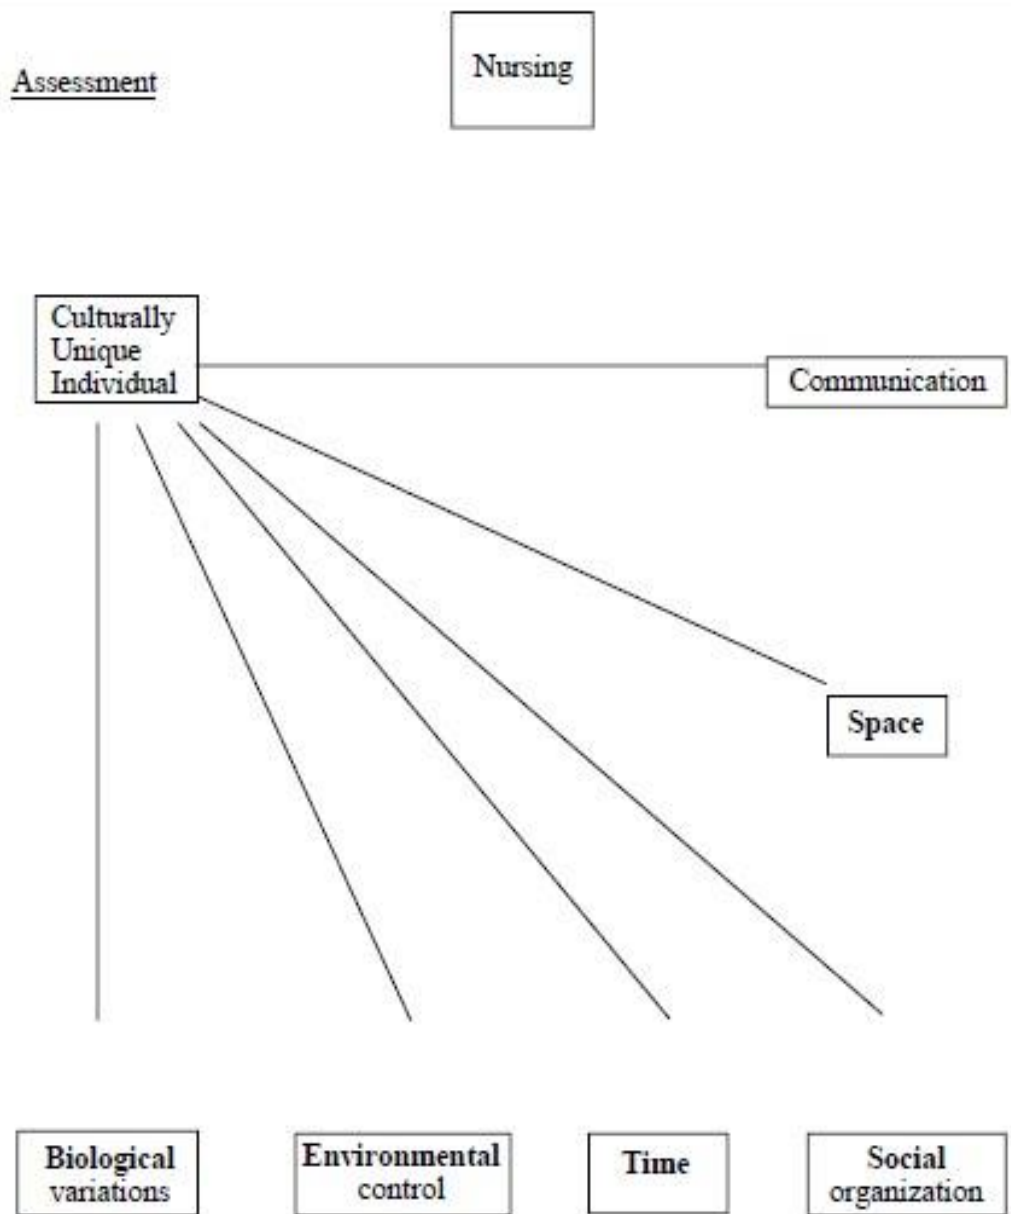 Nursing
Assessment
Culturally
Unique
Individual
Communication
Space
Biological
variations
Environmental
control
Time
Social
organization